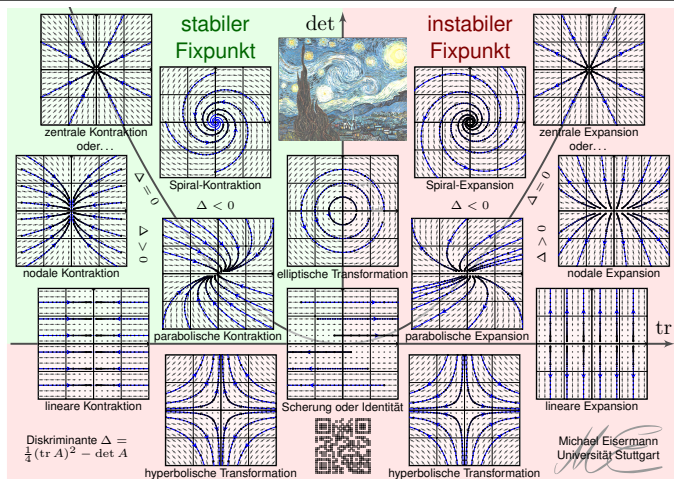 stabiler
Fixpunkt
det
instabiler
Fixpunkt
zentrale Kontraktion
oder…
Spiral-Kontraktion
Spiral-Expansion
zentrale Expansion
oder…
Δ = 0
Δ < 0
Δ < 0
Δ = 0
Δ > 0
Δ > 0
nodale Kontraktion
elliptische Transformation
nodale Expansion
tr
parabolische Kontraktion
parabolische Expansion
lineare Kontraktion
Scherung oder Identität
lineare Expansion
Diskriminante Δ =
¼(tr A)² − det A
hyperbolische Transformation
hyperbolische Transformation
Michael Eisermann
Universität Stuttgart